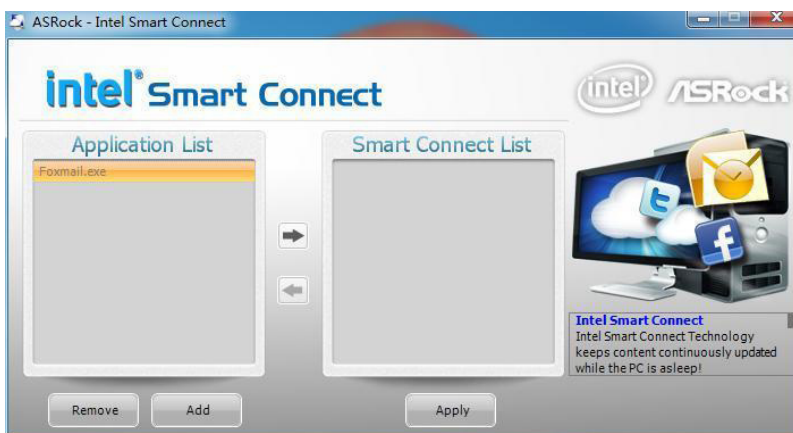 ASRock - Intel Smart Connect
intel® Smart Connect
intel ASRock
Application List
Smart Connect List
Foxmail.exe
Intel Smart Connect
Intel Smart Connect Technology
keeps content continuously updated
while the PC is asleep!
Remove
Add
Apply